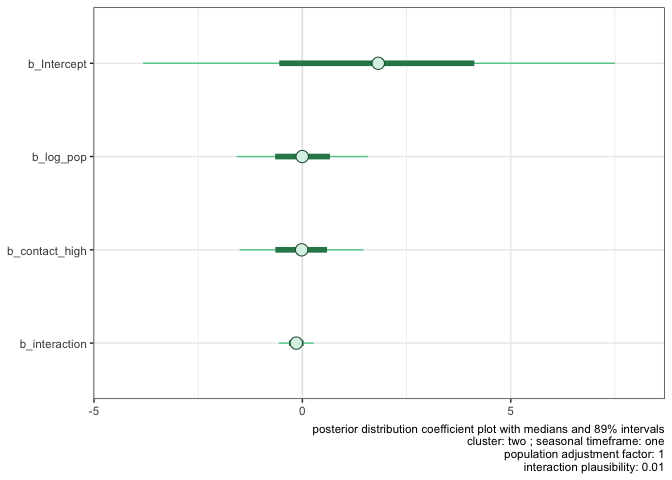 b_Intercept
b_log_pop
b_contact_high
b_interaction
-5 0 5
posterior distribution coefficient plot with medians and 89% intervals
cluster: two ; seasonal timeframe: one
population adjustment factor: 1
interaction plausibility: 0.01